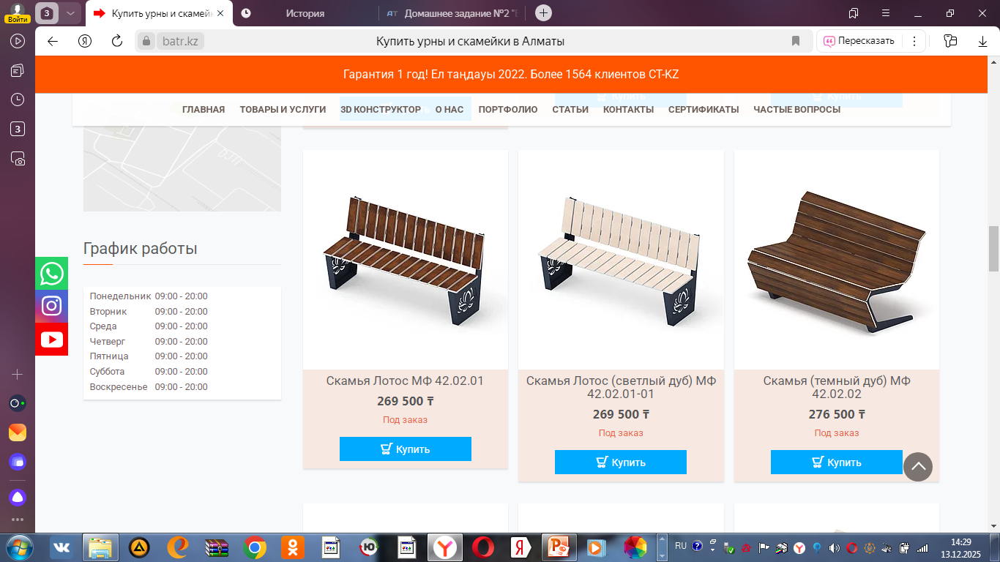 Войти
3
Купить урны и скамейк
История
Домашнее задание №2 "В
batr.kz
Купить урны и скамейки в Алматы
Пересказать
3
Гарантия 1 год! Ел таңдауы 2022. Более 1564 клиентов CT-KZ
Купить
Купить
ГЛАВНАЯ ТОВАРЫ И УСЛУГИ 3D КОНСТРУКТОР О НАС ПОРТФОЛИО СТАТЬИ КОНТАКТЫ СЕРТИФИКАТЫ ЧАСТЫЕ ВОПРОСЫ
График работы
Понедельник 09:00 - 20:00
Вторник 09:00 - 20:00
Среда 09:00 - 20:00
Четверг 09:00 - 20:00
Пятница 09:00 - 20:00
Суббота 09:00 - 20:00
Воскресенье 09:00 - 20:00
Скамья Лотос МФ 42.02.01
269 500 ₸
Под заказ
Купить
Скамья Лотос (светлый дуб) МФ
42.02.01-01
269 500 ₸
Под заказ
Купить
Скамья (темный дуб) МФ
42.02.02
276 500 ₸
Под заказ
Купить
RU
14:29
13.12.2025